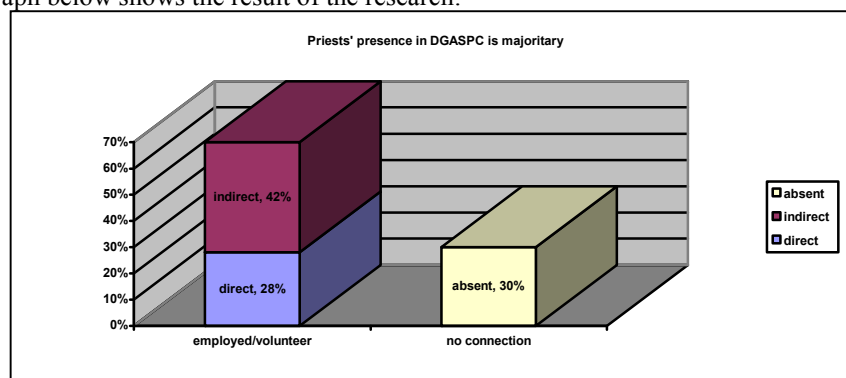 aph below shows the result of the research:
Priests' presence in DGASPC is majoritary
70%
60%
50%
40%
30%
20%
10%
0%
indirect, 42%
direct, 28%
absent, 30%
employed/volunteer
no connection
absent
indirect
direct